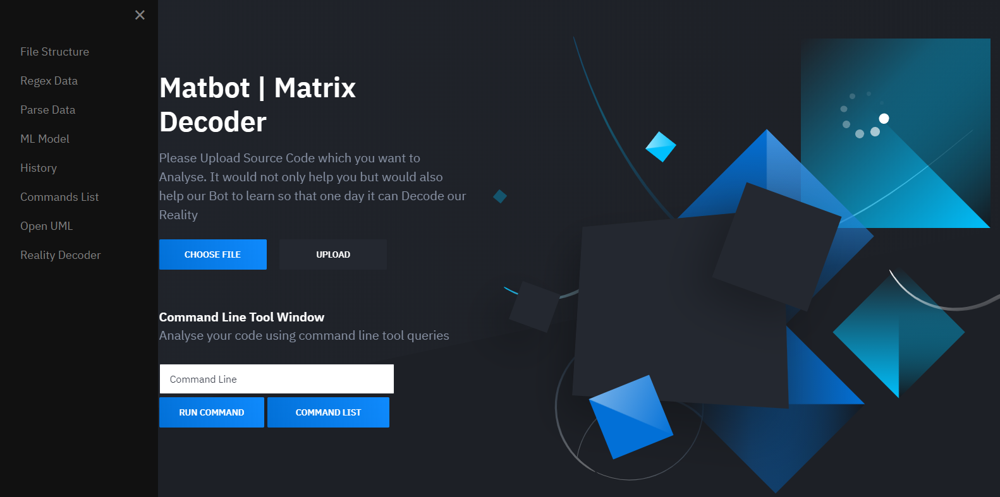 ×
File Structure
Regex Data
Parse Data
ML Model
History
Commands List
Open UML
Reality Decoder
Matbot | Matrix
Decoder
Please Upload Source Code which you want to
Analyse. It would not only help you but would also
help our Bot to learn so that one day it can Decode our
Reality
CHOOSE FILE
UPLOAD
Command Line Tool Window
Analyse your code using command line tool queries
Command Line
RUN COMMAND
COMMAND LIST